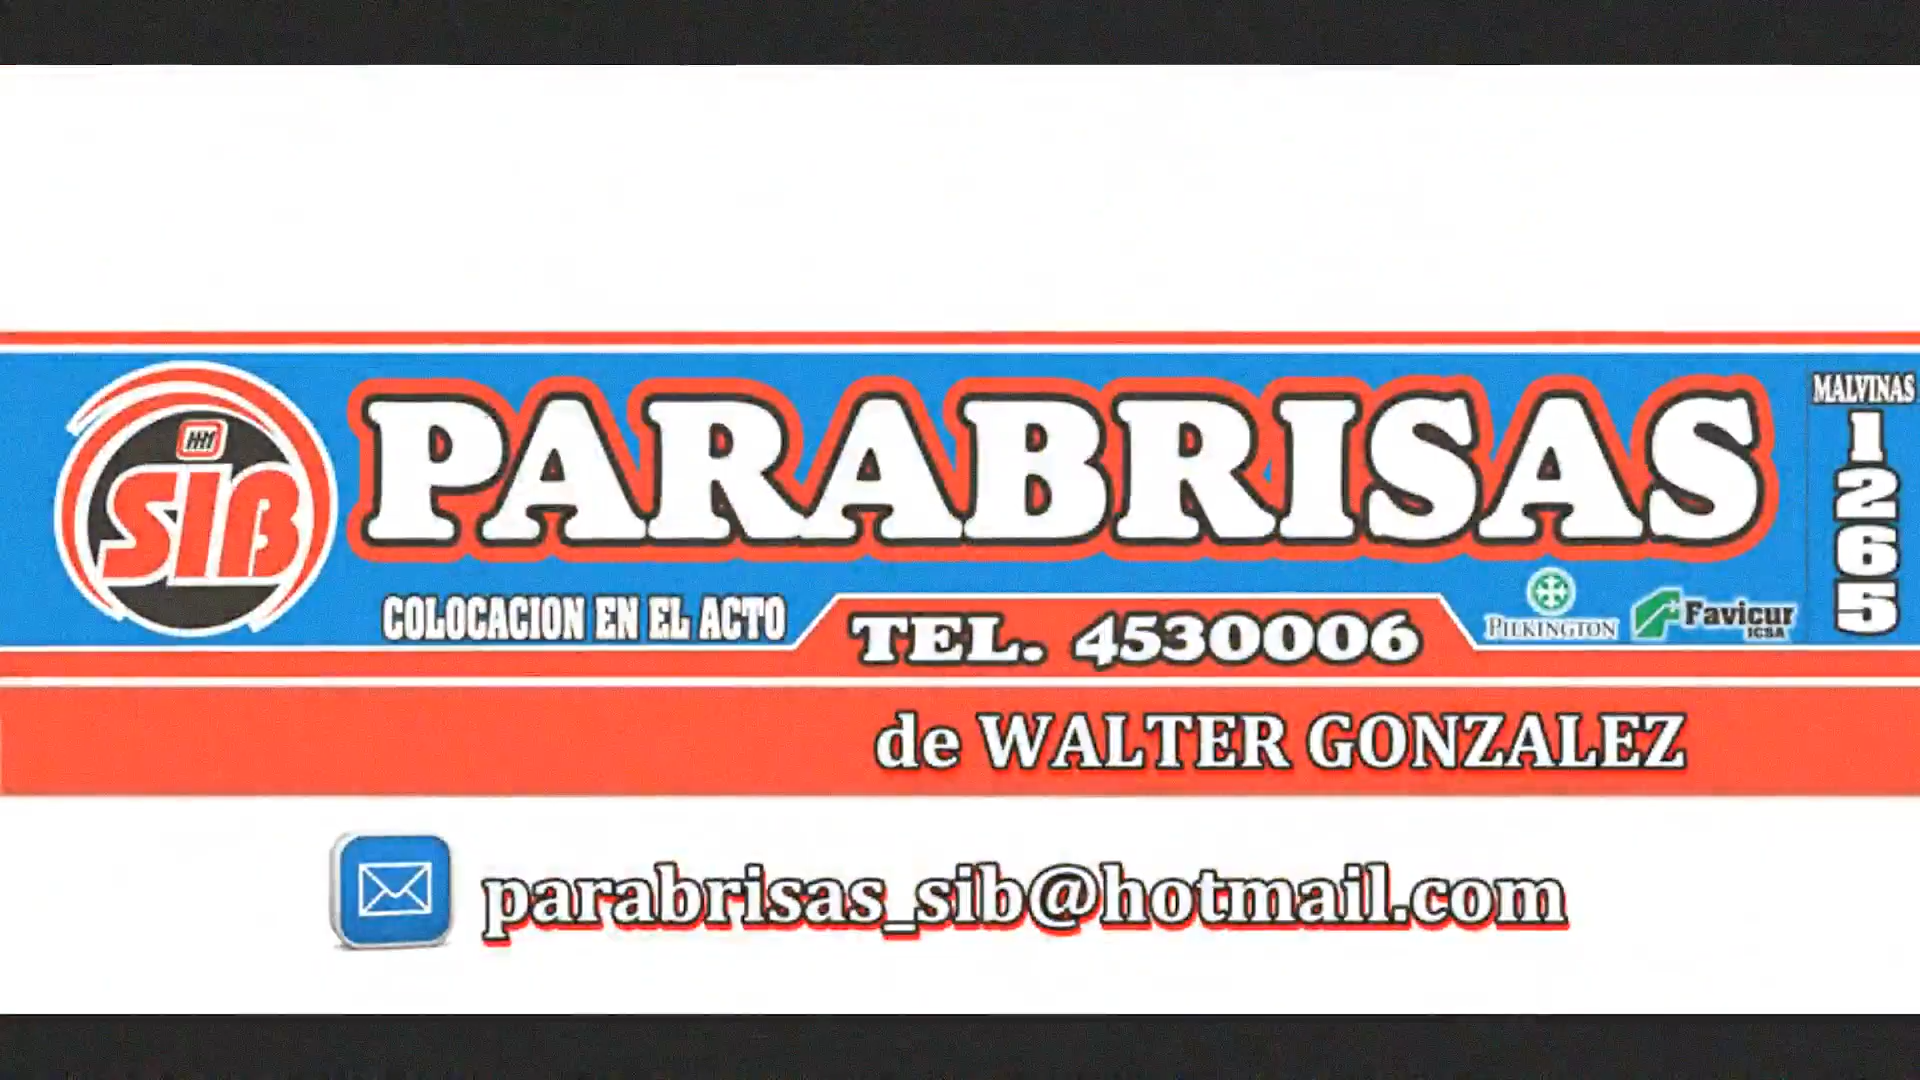 SIB
PARABRISAS
MALVINAS
1265
COLOCACION EN EL ACTO
TEL. 4530006
PILKINGTON
Favicur
ICSA
de WALTER GONZALEZ
parabrisas_sib@hotmail.com